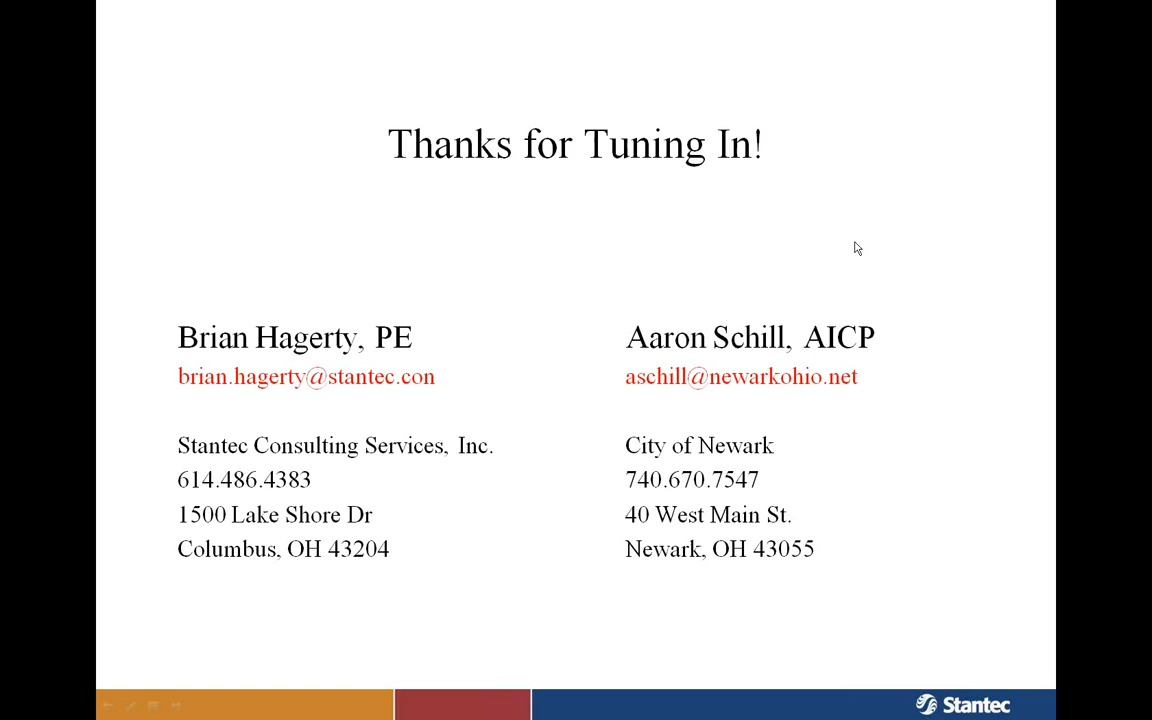 Thanks for Tuning In!
Brian Hagerty, PE
brian.hagerty@stantec.con
Stantec Consulting Services, Inc.
614.486.4383
1500 Lake Shore Dr
Columbus, OH 43204
Aaron Schill, AICP
aschill@newarkohio.net
City of Newark
740.670.7547
40 West Main St.
Newark, OH 43055
Stantec